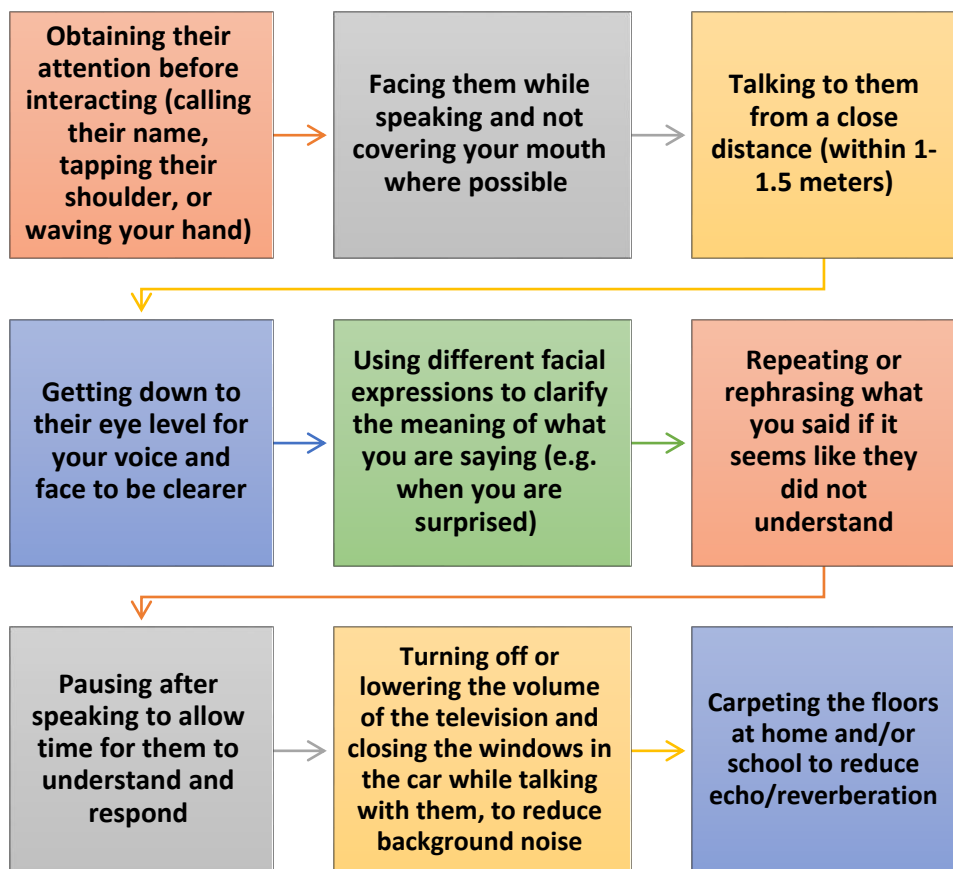 Obtaining their
attention before
interacting (calling
their name,
tapping their
shoulder, or
waving your hand)
Facing them while
speaking and not
covering your mouth
where possible
Talking to them
from a close
distance (within 1-
1.5 meters)
Getting down to
their eye level for
your voice and
face to be clearer
Using different facial
expressions to clarify
the meaning of what
you are saying (e.g.
when you are
surprised)
Repeating or
rephrasing what
you said if it
seems like they
did not
understand
Pausing after
speaking to allow
time for them to
understand and
respond
Turning off or
lowering the volume
of the television and
closing the windows in
the car while talking
with them, to reduce
background noise
Carpeting the floors
at home and/or
school to reduce
echo/reverberation